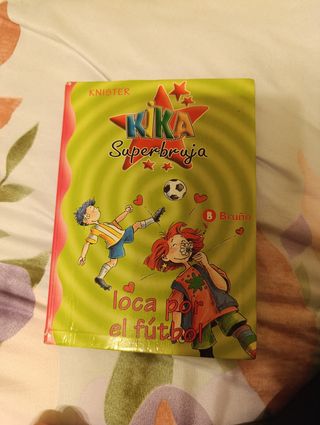 KNISTER
KIKA
Superbruja
B Bruño
loca por
el fútbol